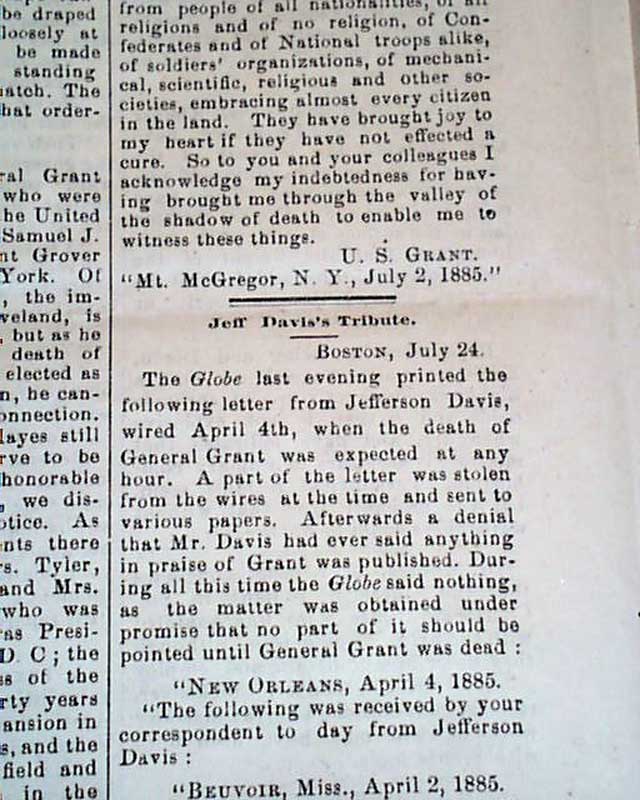 be draped
loosely at
be made
standing
The
hat order-
ral Grant
who were
he United
Samuel J.
nt Grover
York. Of
, the im-
veland, is
, but as he
death of
elected as
n, he can-
onnection.
Hayes still
rve to be
honorable
, we dis-
otice. As
nts there
s. Tyler,
and Mrs.
who was
as Presi-
D. C; the
s of the
rty years
ansion in
s, and the
field and
in the
from people of all nationalities, of all
religions and of no religion, of Con-
federates and of National troops alike,
of soldiers' organizations, of mechani-
cal, scientific, religious and other so-
cieties, embracing almost every citizen
in the land. They have brought joy to
my heart if they have not effected a
cure. So to you and your colleagues I
acknowledge my indebtedness for hav-
ing brought me through the valley of
the shadow of death to enable me to
witness these things.
U. S. GRANT.
"Mt. McGregor, N. Y., July 2, 1885."
Jeff Davis's Tribute.
BOSTON, July 24.
The Globe last evening printed the
following letter from Jefferson Davis,
wired April 4th, when the death of
General Grant was expected at any
hour. A part of the letter was stolen
from the wires at the time and sent to
various papers. Afterwards a denial
that Mr. Davis had ever said anything
in praise of Grant was published. Dur-
ing all this time the Globe said nothing,
as the matter was obtained under
promise that no part of it should be
pointed until General Grant was dead :
"NEW ORLEANS, April 4, 1885.
"The following was received by your
correspondent to day from Jefferson
Davis :
"BEUVOIR, Miss., April 2, 1885.